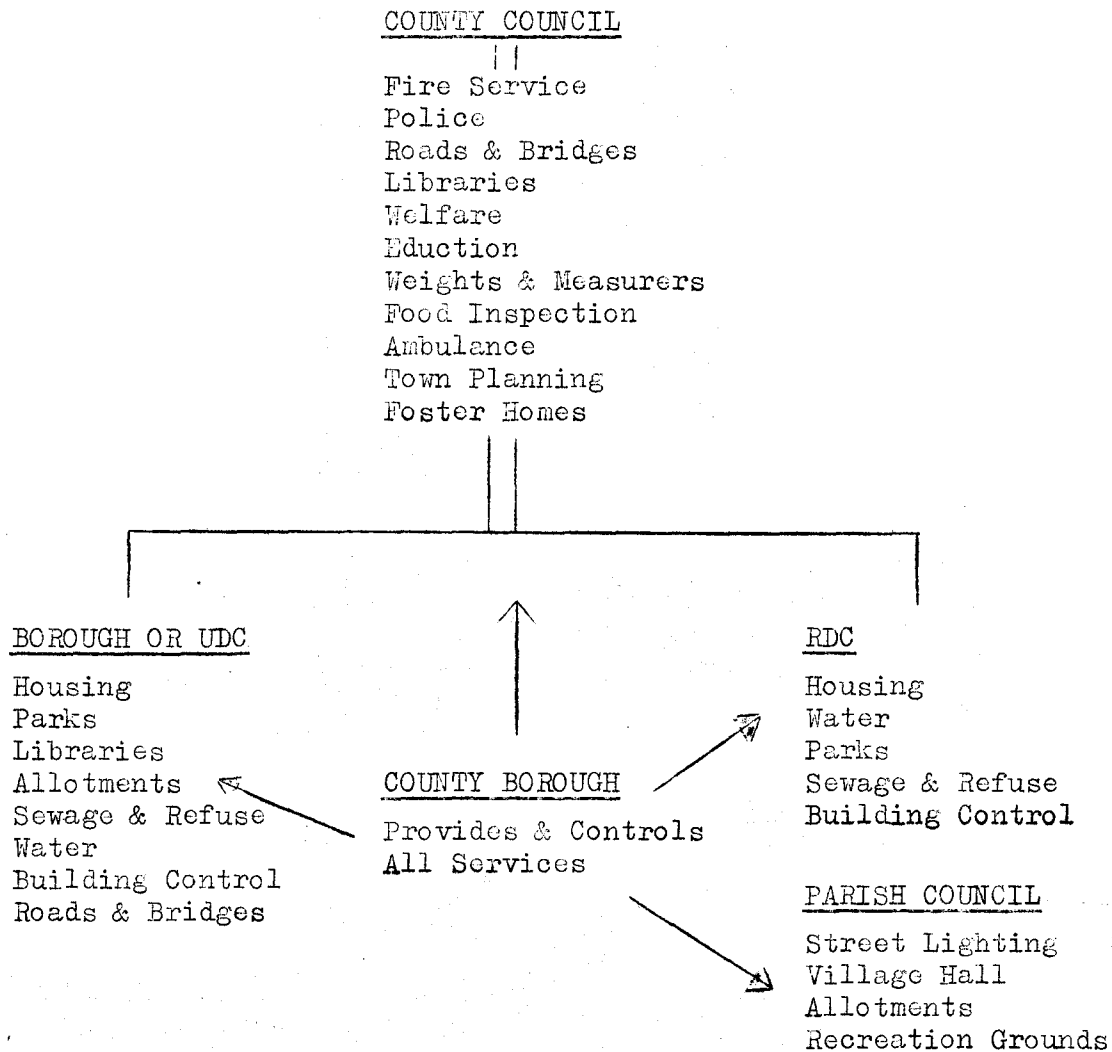 COUNTY COUNCIL
Fire Service
Police
Roads & Bridges
Libraries
Welfare
Eduction
Weights & Measurers
Food Inspection
Ambulance
Town Planning
Foster Homes
BOROUGH OR UDC
Housing
Parks
Libraries
Allotments
Sewage & Refuse
Water
Building Control
Roads & Bridges
COUNTY BOROUGH
Provides & Controls
All Services
RDC
Housing
Water
Parks
Sewage & Refuse
Building Control
PARISH COUNCIL
Street Lighting
Village Hall
Allotments
Recreation Grounds